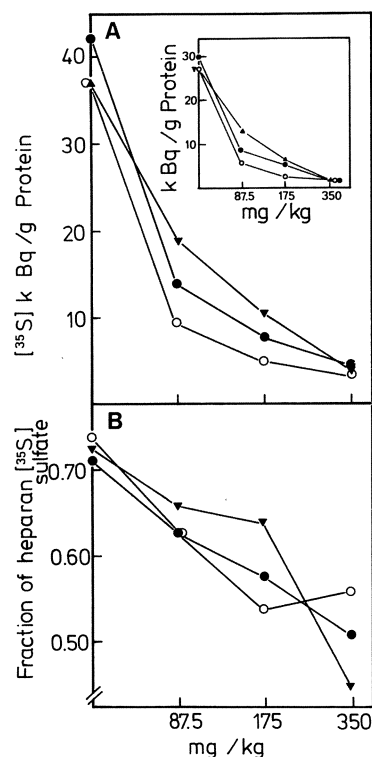 A
40
30
20
10
[³⁵S] k Bq /g Protein
30
20
10
k Bq /g Protein
87.5 175 350
mg / kg
B
0.70
0.60
0.50
Fraction of heparan [³⁵S]
sulfate
87.5 175 350
mg / kg